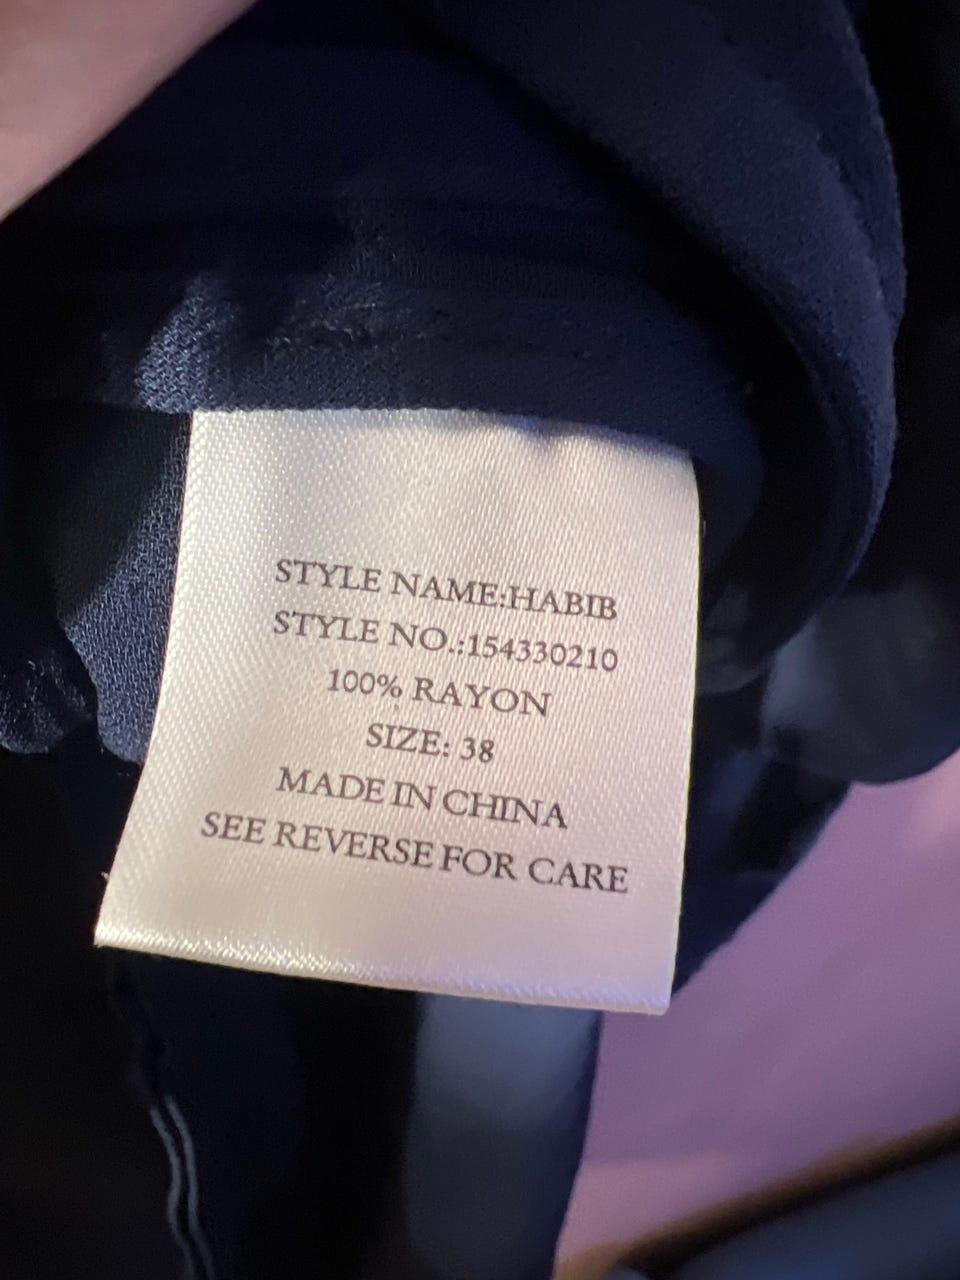 STYLE NAME:HABIB
STYLE NO.:154330210
100% RAYON
SIZE: 38
MADE IN CHINA
SEE REVERSE FOR CARE